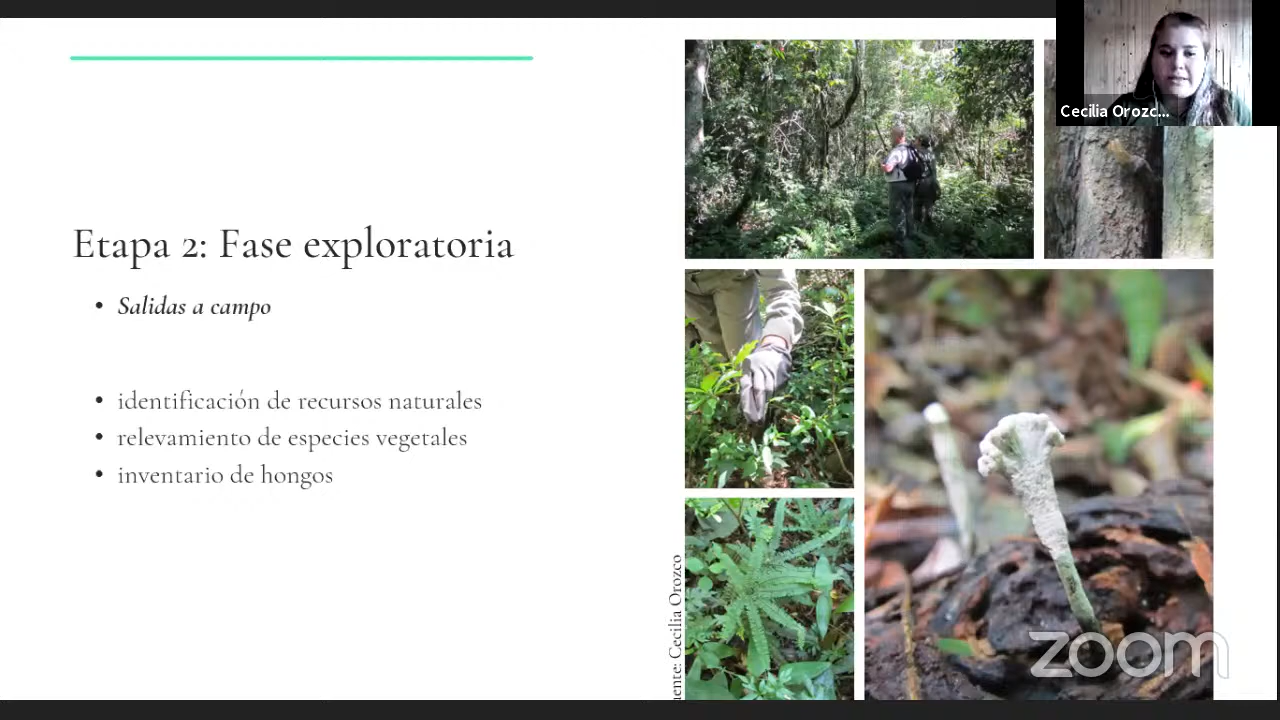 Etapa 2: Fase exploratoria
• Salidas a campo
• identificación de recursos naturales
• relevamiento de especies vegetales
• inventario de hongos
Cecilia Orozco
Cecilia Orozc...
zoom